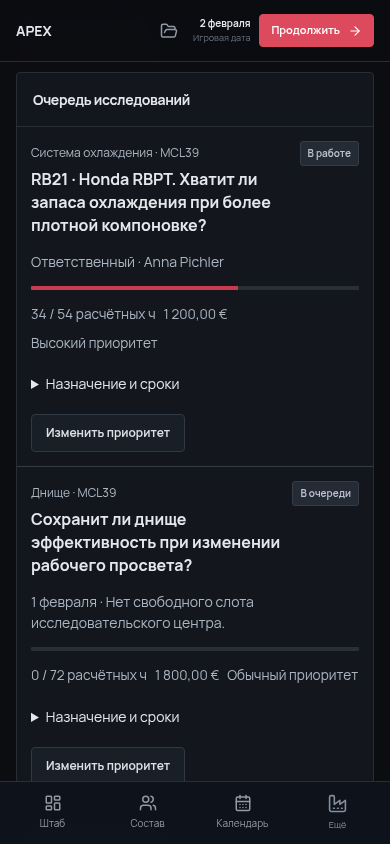 APEX
2 февраля
Игровая дата
Продолжить
Очередь исследований
Система охлаждения · MCL39
В работе
RB21 · Honda RBPT. Хватит ли
запаса охлаждения при более
плотной компоновке?
Ответственный · Anna Pichler
34 / 54 расчётных ч 1 200,00 €
Высокий приоритет
Назначение и сроки
Изменить приоритет
Днище · MCL39
В очереди
Сохранит ли днище
эффективность при изменении
рабочего просвета?
1 февраля · Нет свободного слота
исследовательского центра.
0 / 72 расчётных ч 1 800,00 € Обычный приоритет
Назначение и сроки
Изменить приоритет
Штаб
Состав
Календарь
Ещё